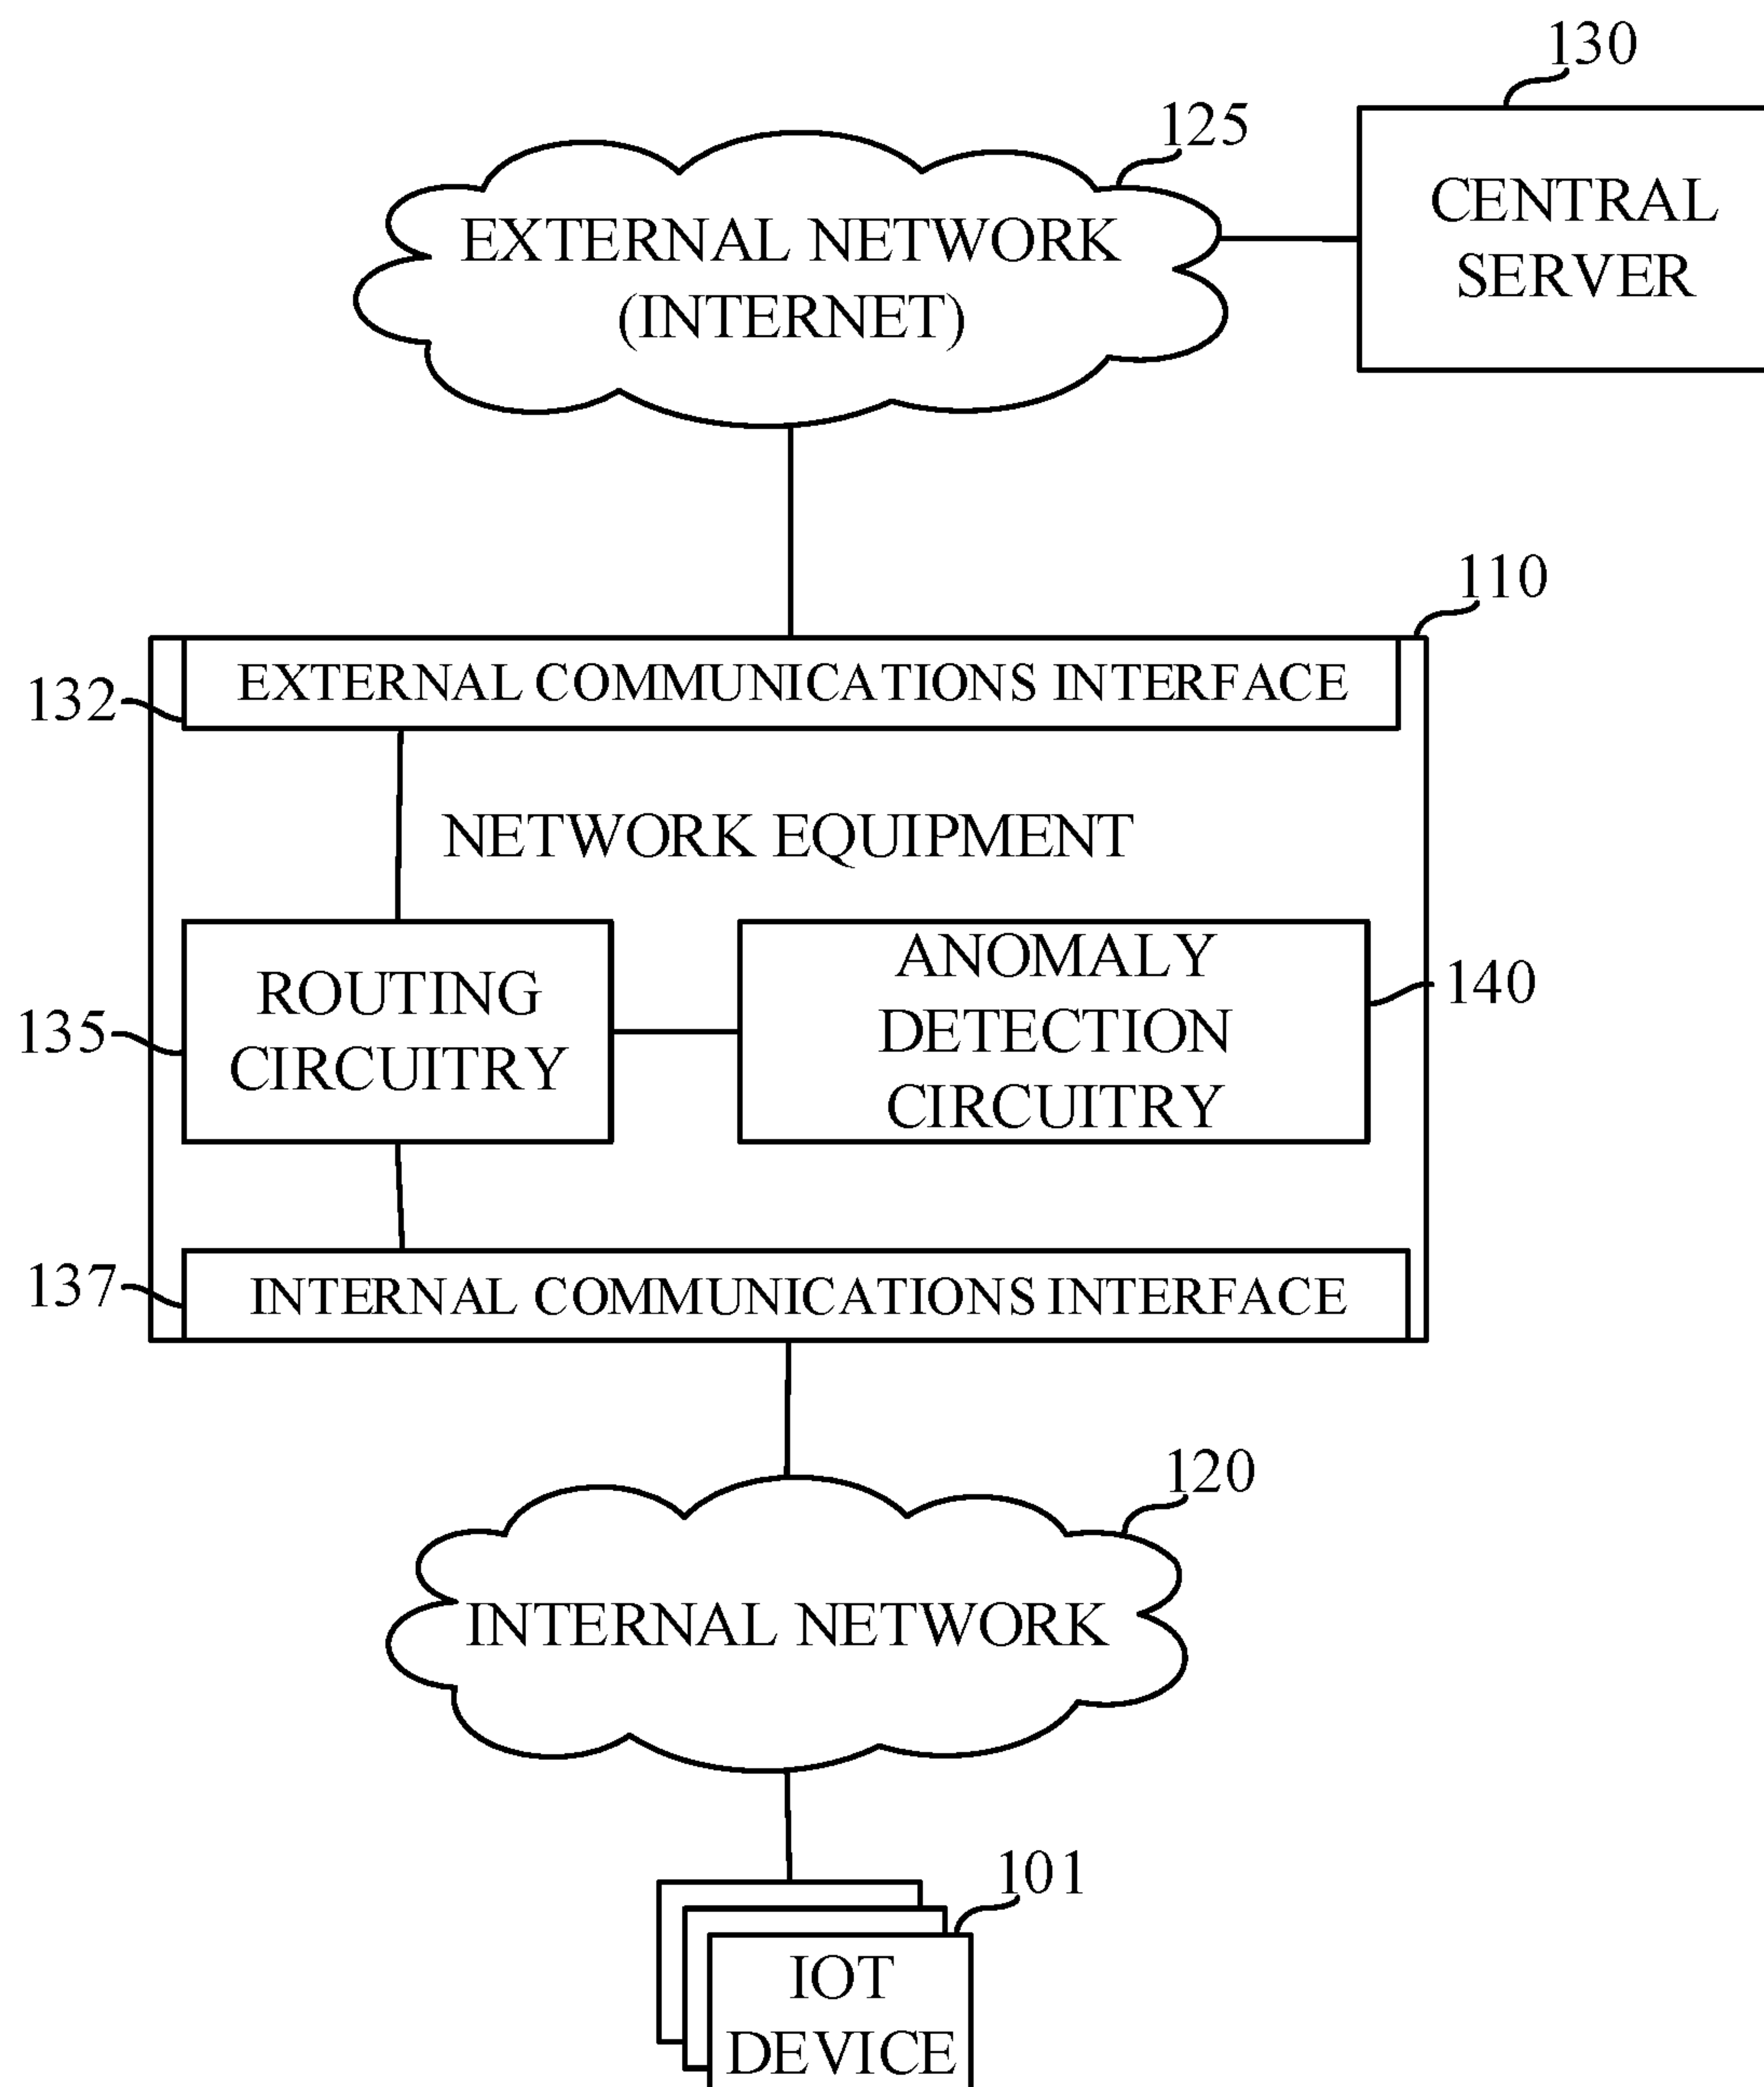 130
125
CENTRAL
SERVER
EXTERNAL NETWORK
(INTERNET)
110
132
EXTERNAL COMMUNICATIONS INTERFACE
NETWORK EQUIPMENT
135
ROUTING
CIRCUITRY
ANOMALY
DETECTION
CIRCUITRY
140
137
INTERNAL COMMUNICATIONS INTERFACE
120
INTERNAL NETWORK
101
IOT
DEVICE